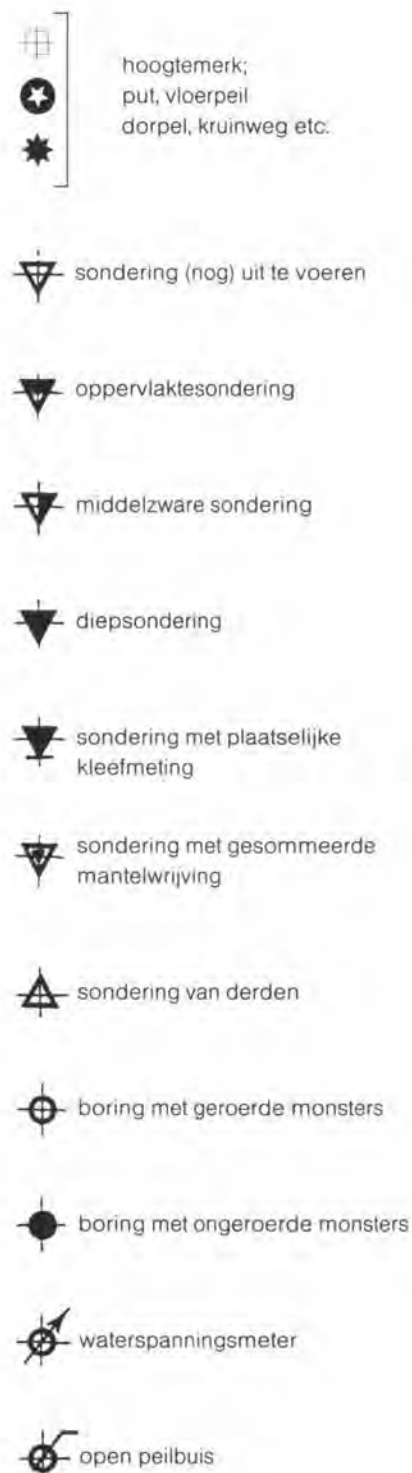 hoogtemerk;
put, vloerpeil
dorpel, kruinweg etc.
sondering (nog) uit te voeren
oppervlaktesondering
middelzware sondering
diepsondering
sondering met plaatselijke
kleefmeting
sondering met gesommeerde
mantelwrijving
sondering van derden
boring met geroerde monsters
boring met ongeroerde monsters
waterspanningsmeter
open peilbuis